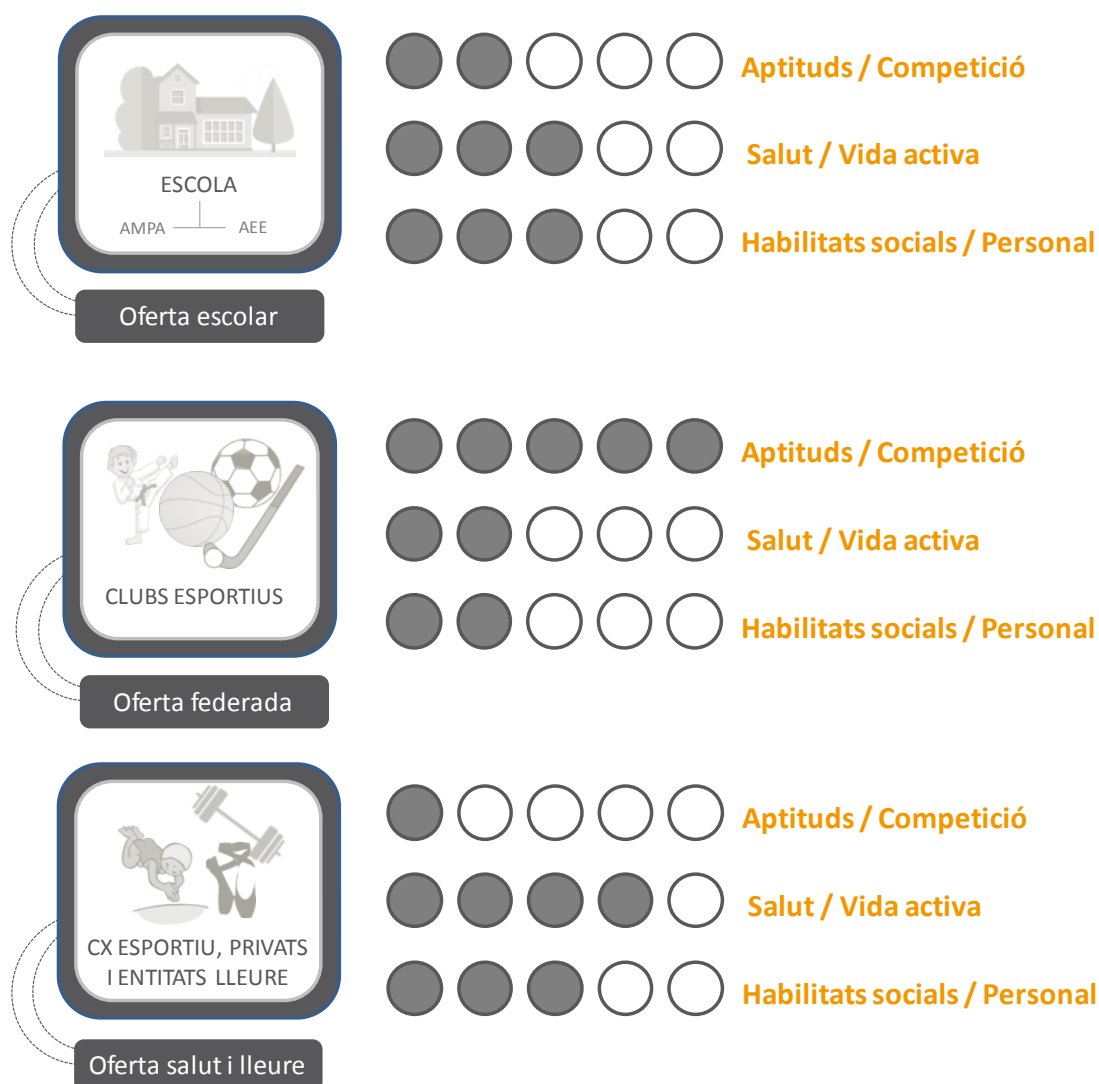 Aptituds / Competició
Salut / Vida activa
ESCOLA
AMPA
AEE
Habilitats socials / Personal
Oferta escolar
Aptituds / Competició
Salut / Vida activa
CLUBS ESPORTIUS
Habilitats socials / Personal
Oferta federada
Aptituds / Competició
Salut / Vida activa
CX ESPORTIU, PRIVATS
I ENTITATS LLEURE
Habilitats socials / Personal
Oferta salut i lleure